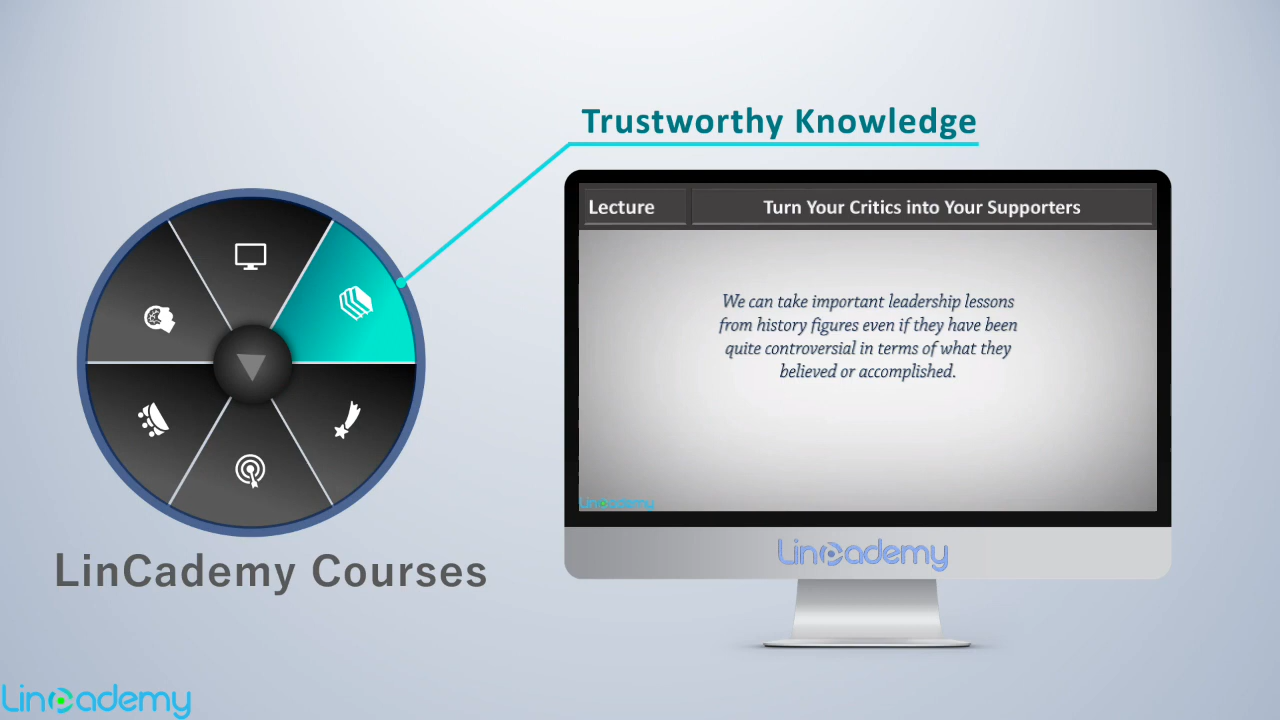 Trustworthy Knowledge
Lecture
Turn Your Critics into Your Supporters
We can take important leadership lessons
from history figures even if they have been
quite controversial in terms of what they
believed or accomplished.
LinCademy
LinCademy
LinCademy Courses
LinCademy